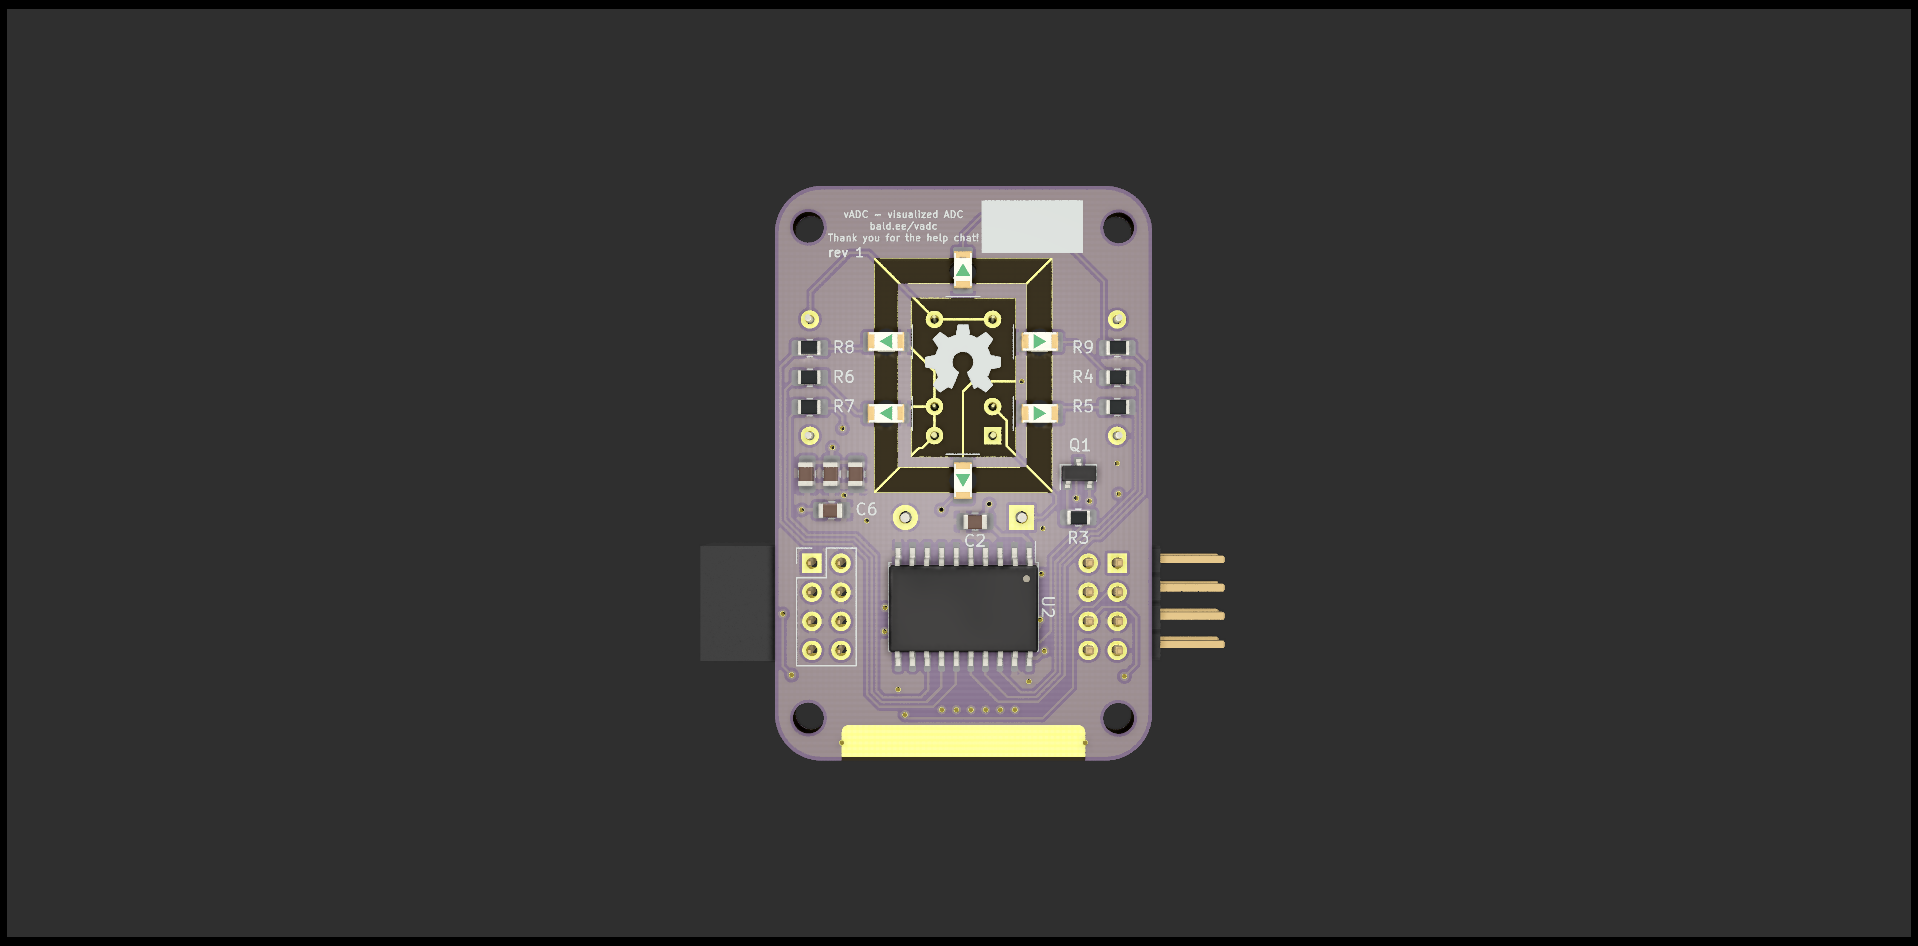 vADC - visualized ADC
bald.ee/vadc
Thank you for the help chat!
rev 1
R8
R9
R6
R4
R7
R5
Q1
C6
C2
R3
U2